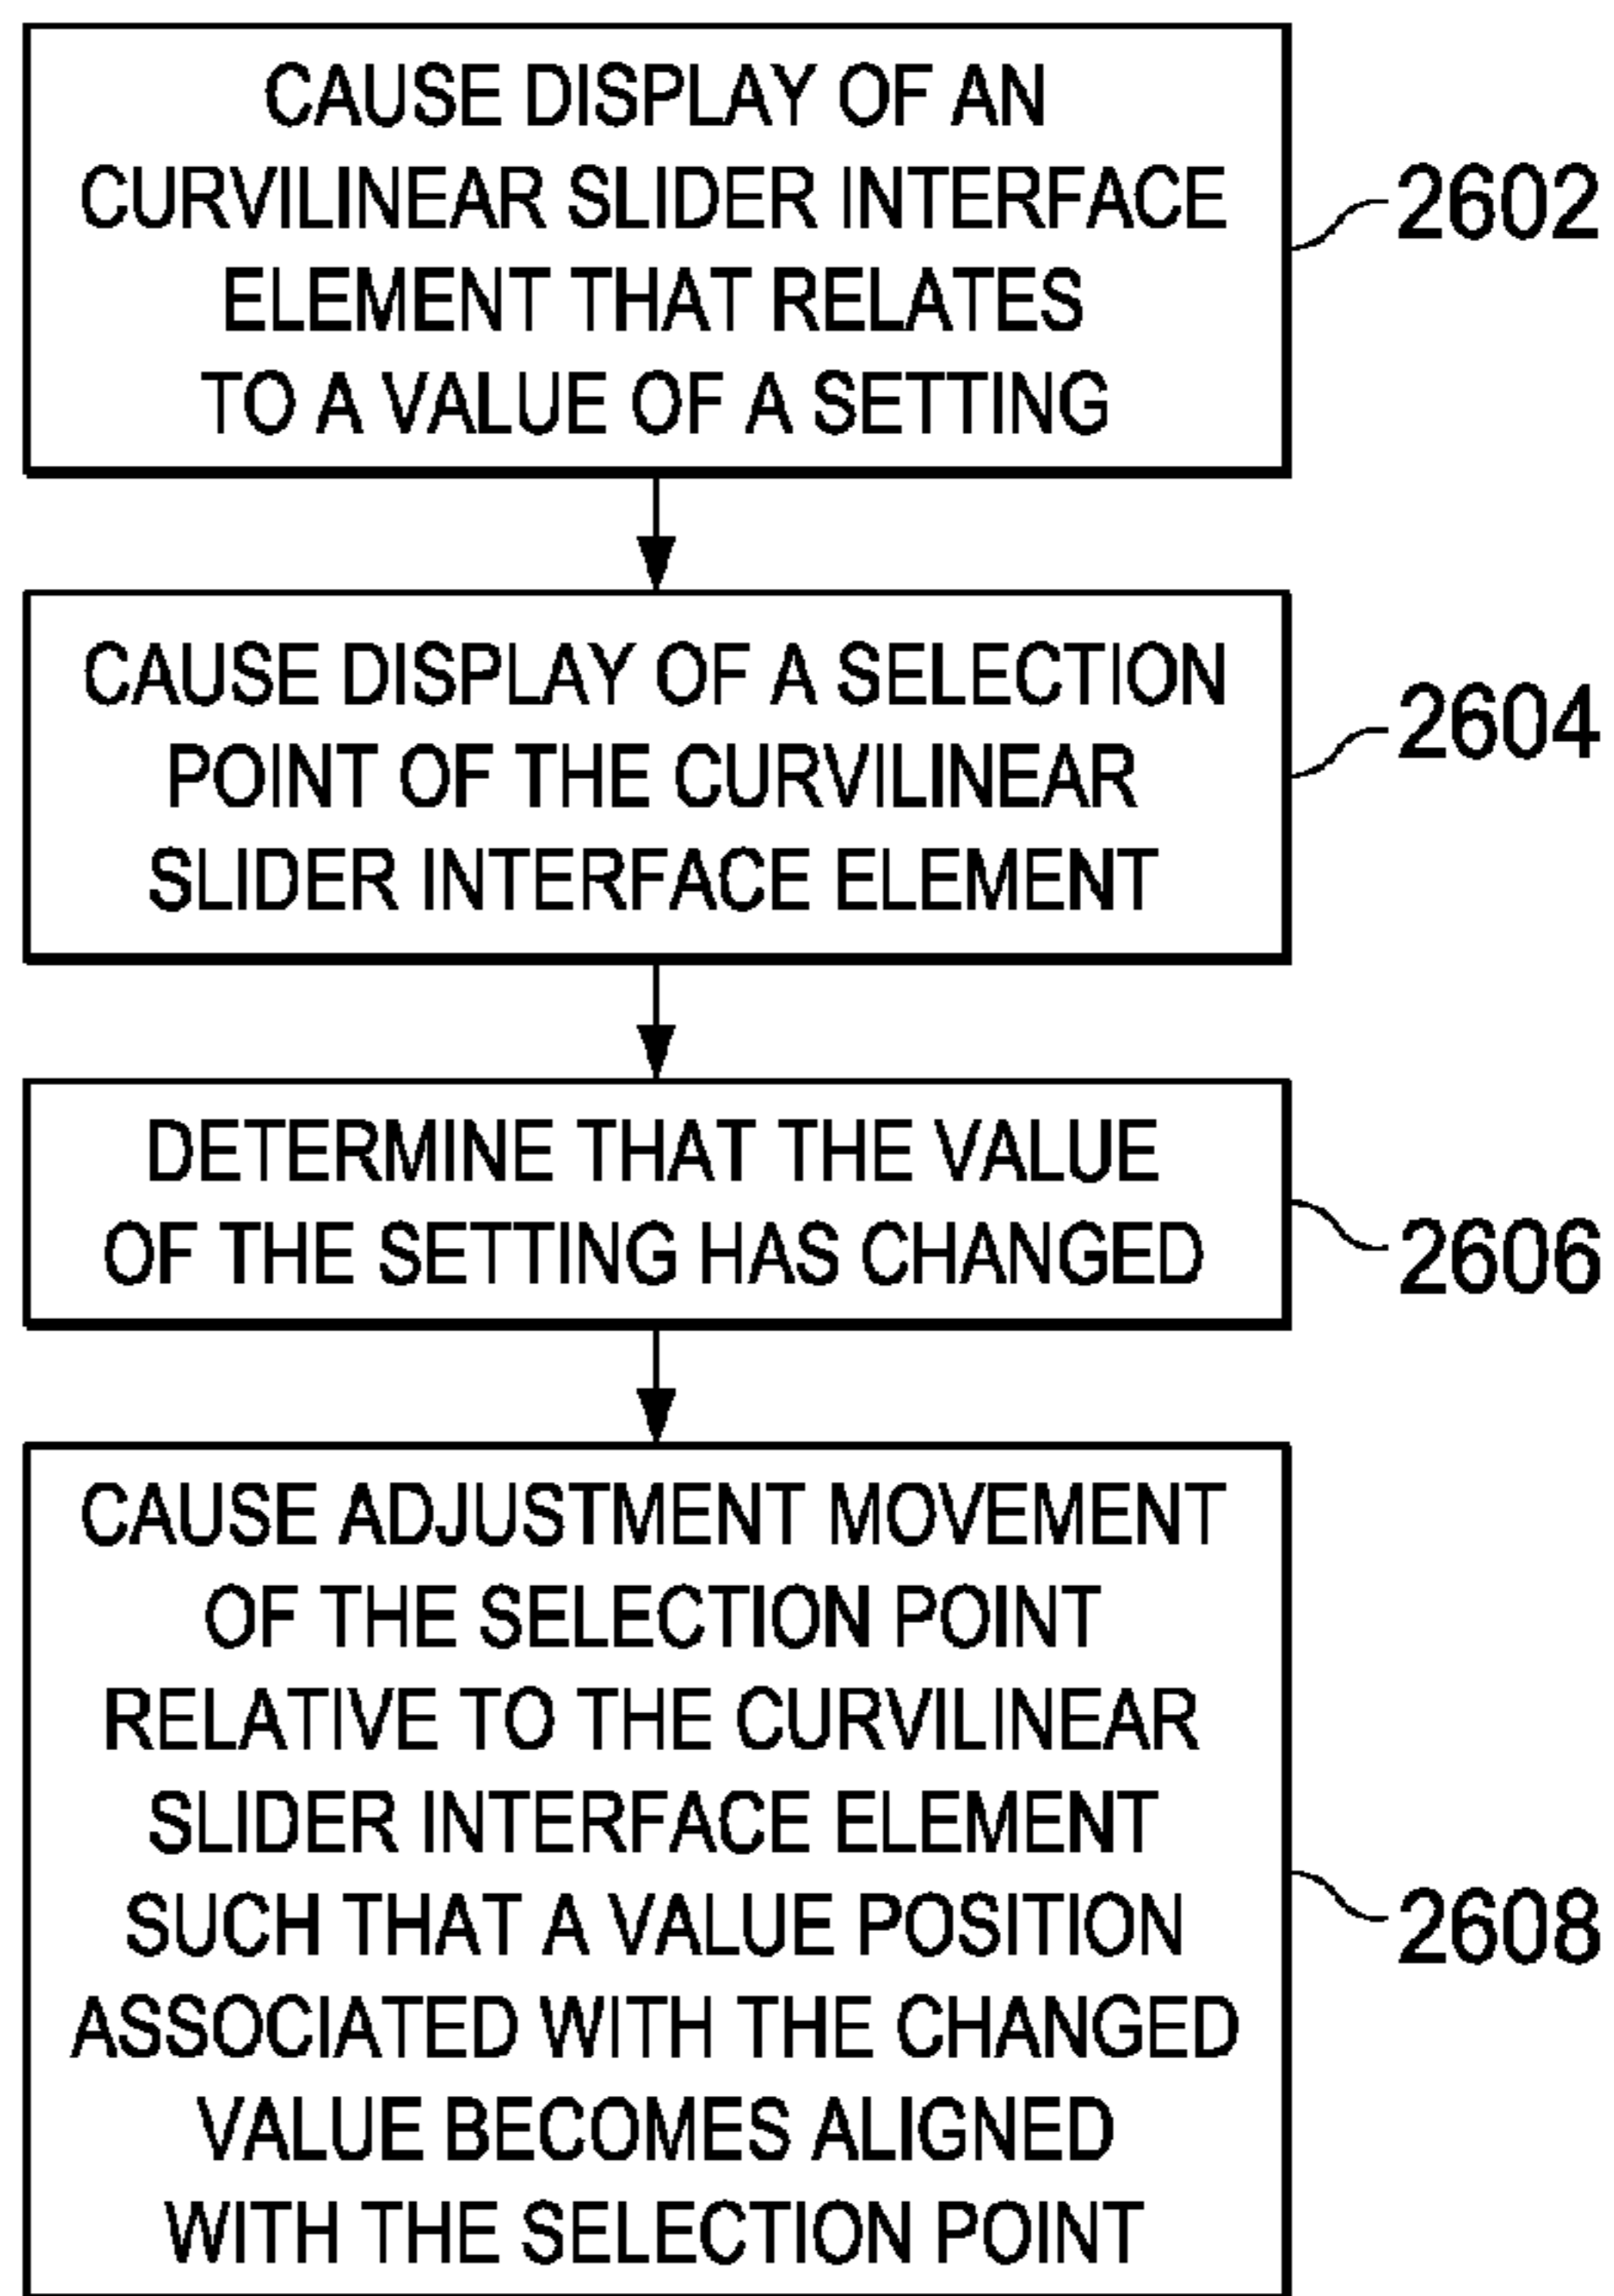 CAUSE DISPLAY OF AN
CURVILINEAR SLIDER INTERFACE
ELEMENT THAT RELATES
TO A VALUE OF A SETTING
2602
CAUSE DISPLAY OF A SELECTION
POINT OF THE CURVILINEAR
SLIDER INTERFACE ELEMENT
2604
DETERMINE THAT THE VALUE
OF THE SETTING HAS CHANGED
2606
CAUSE ADJUSTMENT MOVEMENT
OF THE SELECTION POINT
RELATIVE TO THE CURVILINEAR
SLIDER INTERFACE ELEMENT
SUCH THAT A VALUE POSITION
ASSOCIATED WITH THE CHANGED
VALUE BECOMES ALIGNED
WITH THE SELECTION POINT
2608